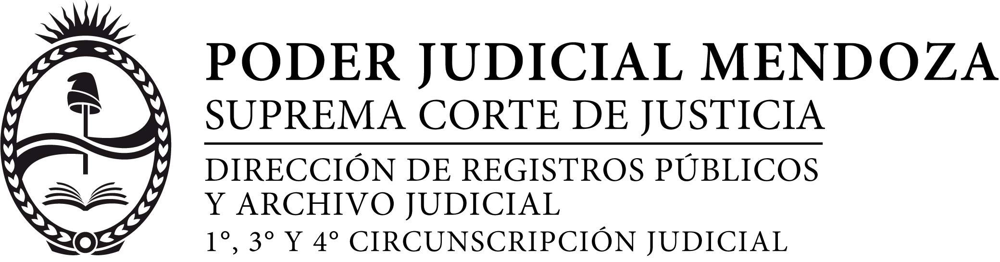 PODER JUDICIAL MENDOZA
SUPREMA CORTE DE JUSTICIA
DIRECCIÓN DE REGISTROS PÚBLICOS
Y ARCHIVO JUDICIAL
1°, 3° Y 4° CIRCUNSCRIPCIÓN JUDICIAL